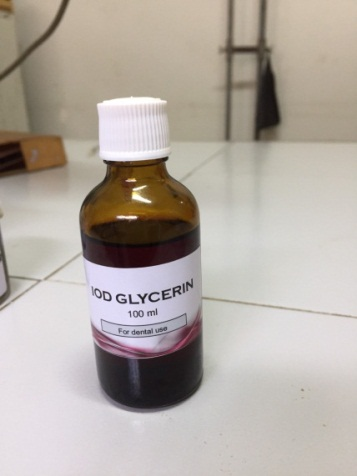 IOD GLYCERIN
100 ml
For dental use